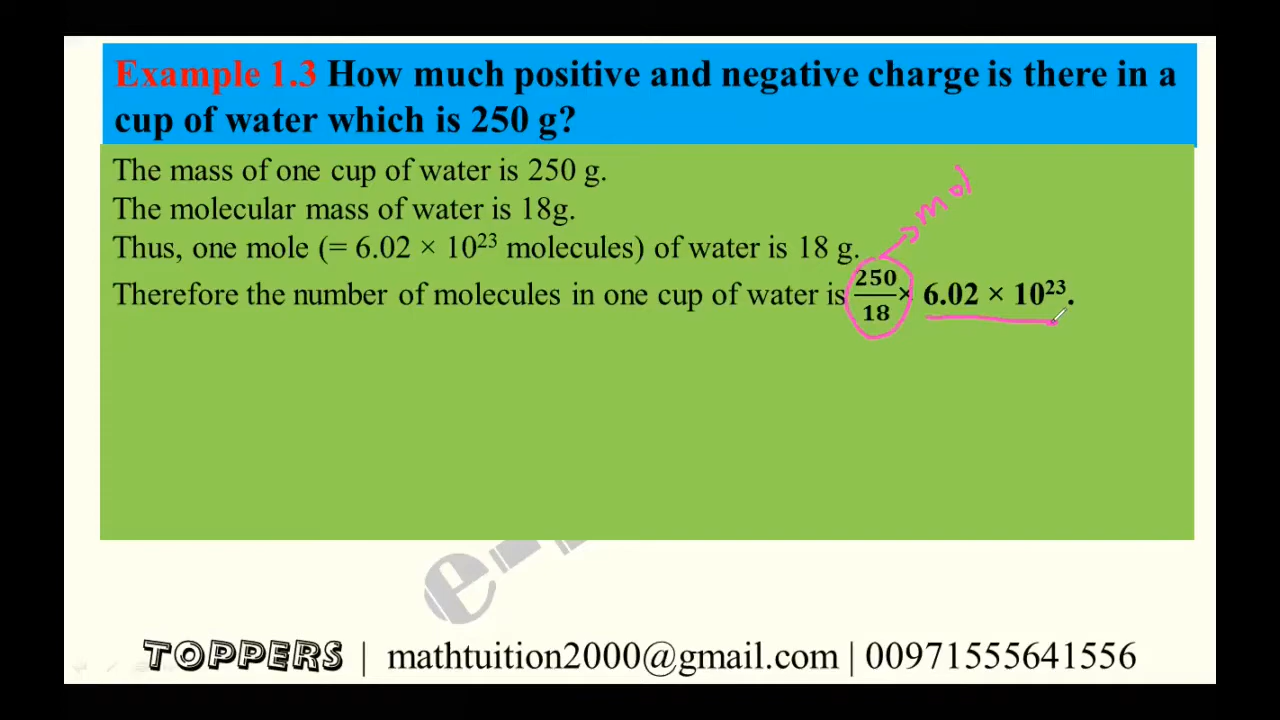 Example 1.3 How much positive and negative charge is there in a
cup of water which is 250 g?
The mass of one cup of water is 250 g.
The molecular mass of water is 18g.
Thus, one mole (= 6.02 × 10²³ molecules) of water is 18 g.
mol
Therefore the number of molecules in one cup of water is 250/18 × 6.02 × 10²³.
TOPPERS | mathtuition2000@gmail.com | 00971555641556